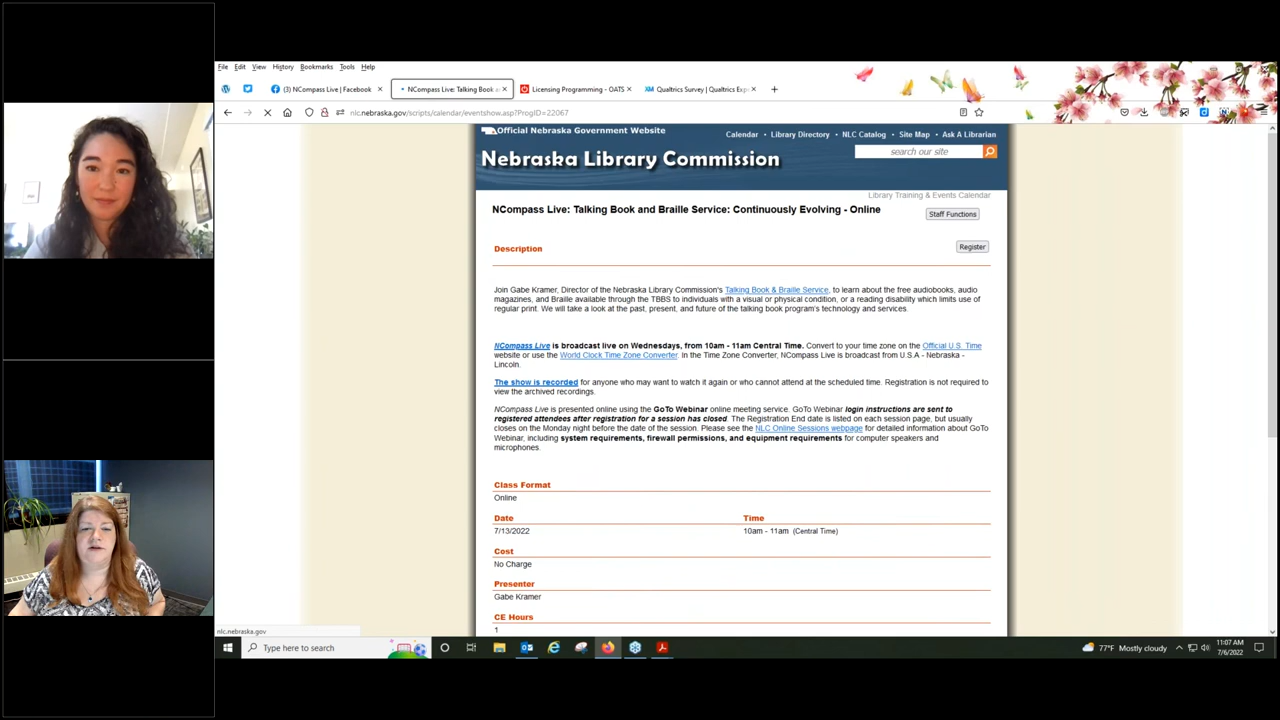 File Edit View History Bookmarks Tools Help
(3) NCompass Live | Facebook × NCompass Live: Talking Book a × Licensing Programming - OATS × Qualtrics Survey | Qualtrics Exp × +
nlc.nebraska.gov/scripts/calendar/eventshow.asp?ProgID=22067
Official Nebraska Government Website
Calendar • Library Directory • NLC Catalog • Site Map • Ask A Librarian
Nebraska Library Commission
search our site
Library Training & Events Calendar
NCompass Live: Talking Book and Braille Service: Continuously Evolving - Online
Staff Functions
Description
Register
Join Gabe Kramer, Director of the Nebraska Library Commission's Talking Book & Braille Service, to learn about the free audiobooks, audio
magazines, and Braille available through the TBBS to individuals with a visual or physical condition, or a reading disability which limits use of
regular print. We will take a look at the past, present, and future of the talking book program's technology and services.
NCompass Live is broadcast live on Wednesdays, from 10am - 11am Central Time. Convert to your time zone on the Official U.S. Time
website or use the World Clock Time Zone Converter. In the Time Zone Converter, NCompass Live is broadcast from U.S.A - Nebraska -
Lincoln.
The show is recorded for anyone who may want to watch it again or who cannot attend at the scheduled time. Registration is not required to
view the archived recordings.
NCompass Live is presented online using the GoTo Webinar online meeting service. GoTo Webinar login instructions are sent to
registered attendees after registration for a session has closed. The Registration End date is listed on each session page, but usually
closes on the Monday night before the date of the session. Please see the NLC Online Sessions webpage for detailed information about GoTo
Webinar, including system requirements, firewall permissions, and equipment requirements for computer speakers and
microphones.
Class Format
Online
Date Time
7/13/2022 10am - 11am (Central Time)
Cost
No Charge
Presenter
Gabe Kramer
CE Hours
1
nlc.nebraska.gov
Type here to search
77°F Mostly cloudy
11:07 AM
7/6/2022